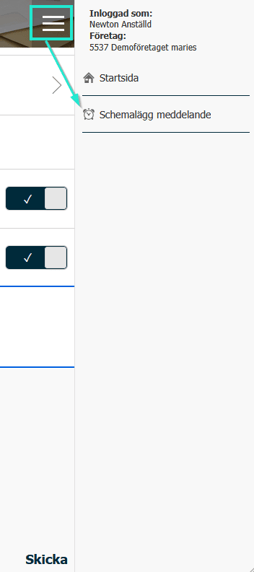 Inloggad som:
Newton Anställd
Företag:
5537 Demoföretaget maries
Startsida
Schemalägg meddelande
Skicka